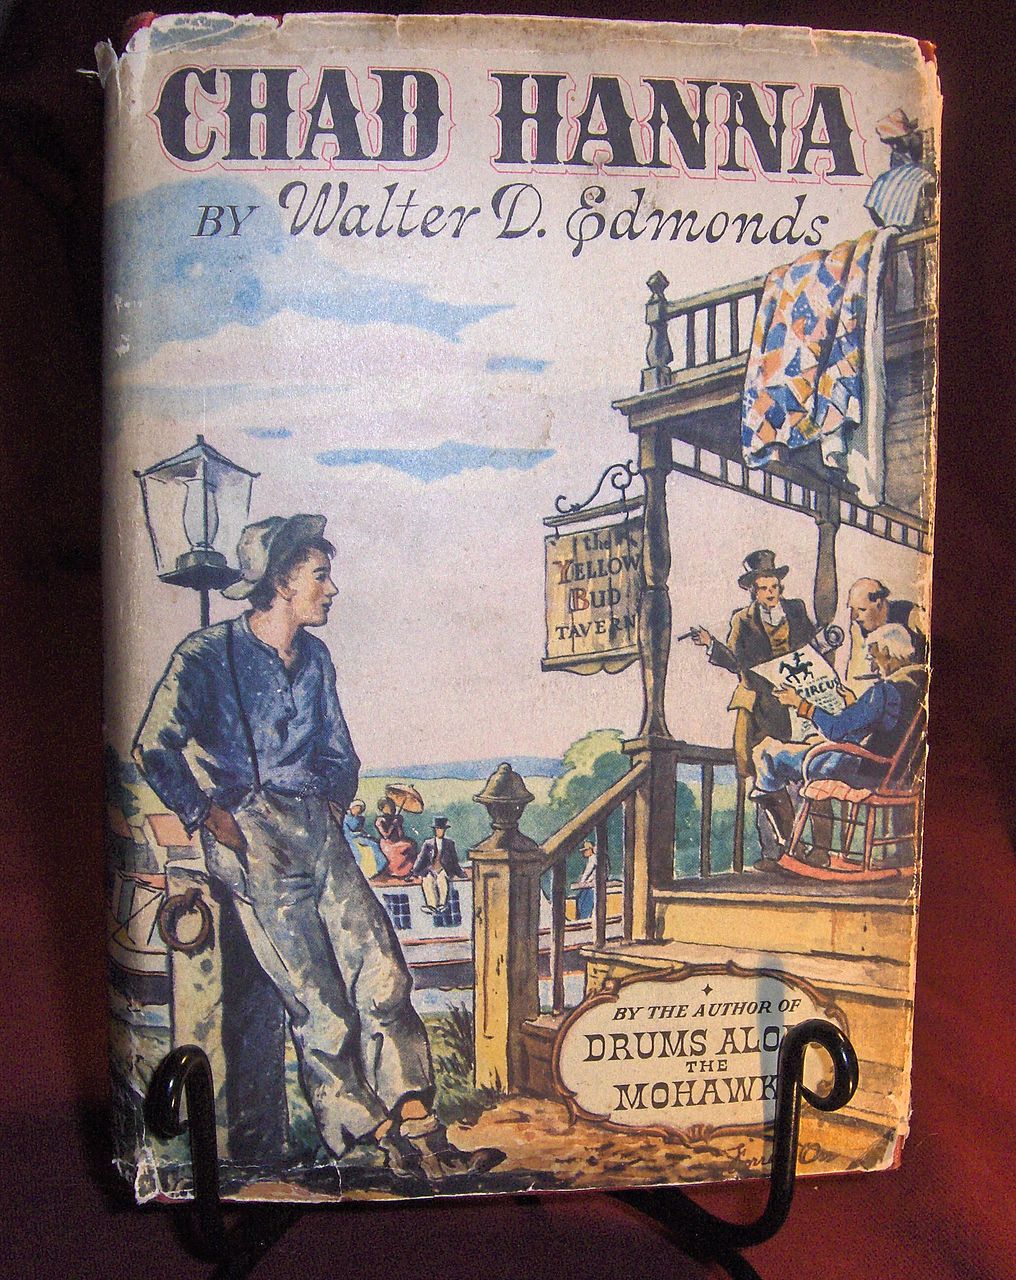 CHAD HANNA
BY Walter D. Edmonds
the
YELLOW
BUD
TAVERN
CIRCUS
BY THE AUTHOR OF
DRUMS ALO
THE
MOHAWK